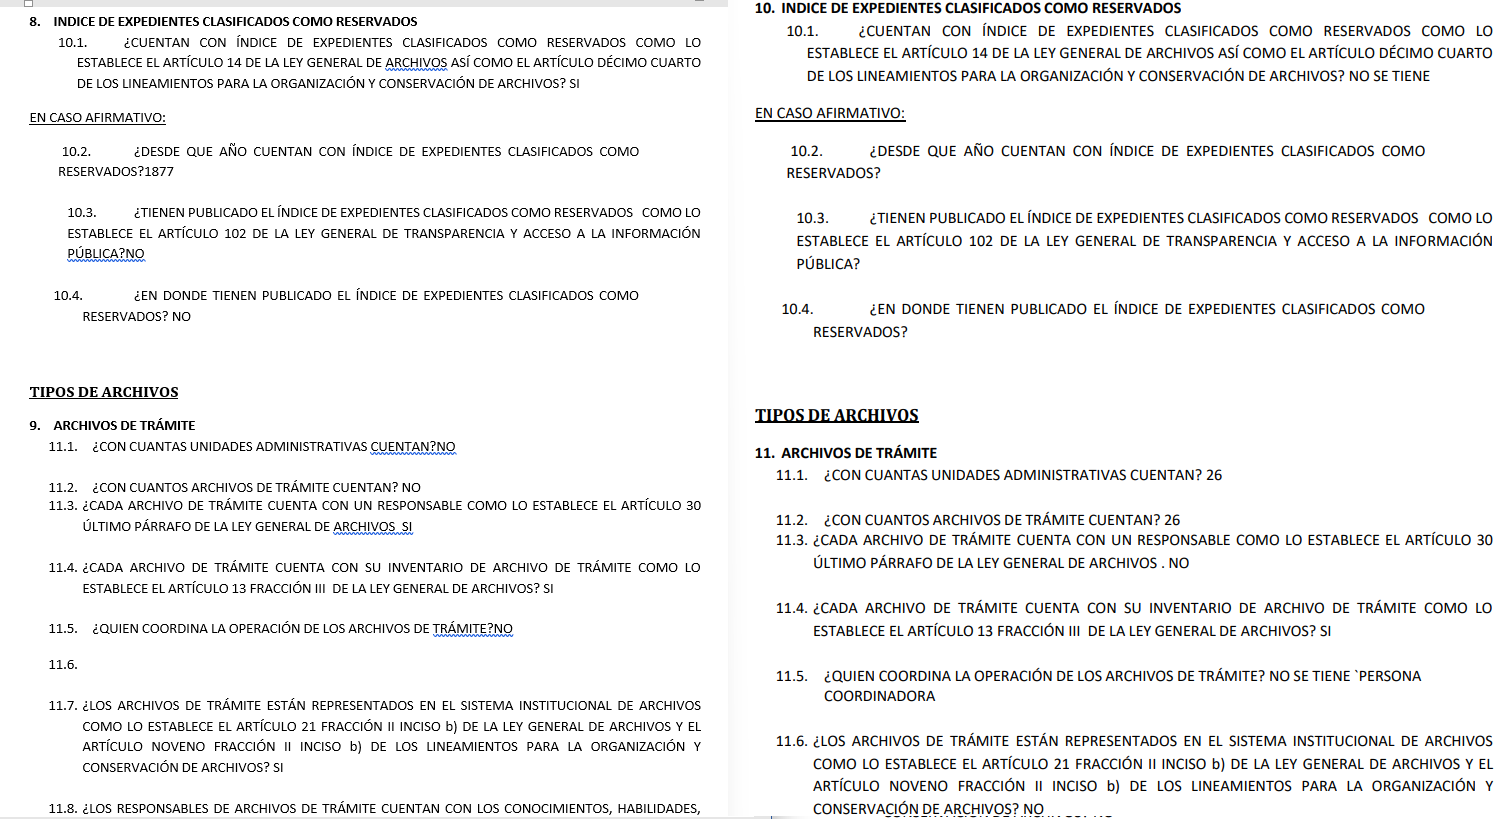 8. INDICE DE EXPEDIENTES CLASIFICADOS COMO RESERVADOS
10.1. ¿CUENTAN CON ÍNDICE DE EXPEDIENTES CLASIFICADOS COMO RESERVADOS COMO LO
ESTABLECE EL ARTÍCULO 14 DE LA LEY GENERAL DE ARCHIVOS ASÍ COMO EL ARTÍCULO DÉCIMO CUARTO
DE LOS LINEAMIENTOS PARA LA ORGANIZACIÓN Y CONSERVACIÓN DE ARCHIVOS? SI
EN CASO AFIRMATIVO:
10.2. ¿DESDE QUE AÑO CUENTAN CON ÍNDICE DE EXPEDIENTES CLASIFICADOS COMO
RESERVADOS?1877
10.3. ¿TIENEN PUBLICADO EL ÍNDICE DE EXPEDIENTES CLASIFICADOS COMO RESERVADOS COMO LO
ESTABLECE EL ARTÍCULO 102 DE LA LEY GENERAL DE TRANSPARENCIA Y ACCESO A LA INFORMACIÓN
PÚBLICA?NO
10.4. ¿EN DONDE TIENEN PUBLICADO EL ÍNDICE DE EXPEDIENTES CLASIFICADOS COMO
RESERVADOS? NO
TIPOS DE ARCHIVOS
9. ARCHIVOS DE TRÁMITE
11.1. ¿CON CUANTAS UNIDADES ADMINISTRATIVAS CUENTAN?NO
11.2. ¿CON CUANTOS ARCHIVOS DE TRÁMITE CUENTAN? NO
11.3. ¿CADA ARCHIVO DE TRÁMITE CUENTA CON UN RESPONSABLE COMO LO ESTABLECE EL ARTÍCULO 30
ÚLTIMO PÁRRAFO DE LA LEY GENERAL DE ARCHIVOS SI
11.4. ¿CADA ARCHIVO DE TRÁMITE CUENTA CON SU INVENTARIO DE ARCHIVO DE TRÁMITE COMO LO
ESTABLECE EL ARTÍCULO 13 FRACCIÓN III DE LA LEY GENERAL DE ARCHIVOS? SI
11.5. ¿QUIEN COORDINA LA OPERACIÓN DE LOS ARCHIVOS DE TRÁMITE?NO
11.6.
11.7. ¿LOS ARCHIVOS DE TRÁMITE ESTÁN REPRESENTADOS EN EL SISTEMA INSTITUCIONAL DE ARCHIVOS
COMO LO ESTABLECE EL ARTÍCULO 21 FRACCIÓN II INCISO b) DE LA LEY GENERAL DE ARCHIVOS Y EL
ARTÍCULO NOVENO FRACCIÓN II INCISO b) DE LOS LINEAMIENTOS PARA LA ORGANIZACIÓN Y
CONSERVACIÓN DE ARCHIVOS? SI
11.8. ¿LOS RESPONSABLES DE ARCHIVOS DE TRÁMITE CUENTAN CON LOS CONOCIMIENTOS, HABILIDADES,
10. INDICE DE EXPEDIENTES CLASIFICADOS COMO RESERVADOS
10.1. ¿CUENTAN CON ÍNDICE DE EXPEDIENTES CLASIFICADOS COMO RESERVADOS COMO LO
ESTABLECE EL ARTÍCULO 14 DE LA LEY GENERAL DE ARCHIVOS ASÍ COMO EL ARTÍCULO DÉCIMO CUARTO
DE LOS LINEAMIENTOS PARA LA ORGANIZACIÓN Y CONSERVACIÓN DE ARCHIVOS? NO SE TIENE
EN CASO AFIRMATIVO:
10.2. ¿DESDE QUE AÑO CUENTAN CON ÍNDICE DE EXPEDIENTES CLASIFICADOS COMO
RESERVADOS?
10.3. ¿TIENEN PUBLICADO EL ÍNDICE DE EXPEDIENTES CLASIFICADOS COMO RESERVADOS COMO LO
ESTABLECE EL ARTÍCULO 102 DE LA LEY GENERAL DE TRANSPARENCIA Y ACCESO A LA INFORMACIÓN
PÚBLICA?
10.4. ¿EN DONDE TIENEN PUBLICADO EL ÍNDICE DE EXPEDIENTES CLASIFICADOS COMO
RESERVADOS?
TIPOS DE ARCHIVOS
11. ARCHIVOS DE TRÁMITE
11.1. ¿CON CUANTAS UNIDADES ADMINISTRATIVAS CUENTAN? 26
11.2. ¿CON CUANTOS ARCHIVOS DE TRÁMITE CUENTAN? 26
11.3. ¿CADA ARCHIVO DE TRÁMITE CUENTA CON UN RESPONSABLE COMO LO ESTABLECE EL ARTÍCULO 30
ÚLTIMO PÁRRAFO DE LA LEY GENERAL DE ARCHIVOS . NO
11.4. ¿CADA ARCHIVO DE TRÁMITE CUENTA CON SU INVENTARIO DE ARCHIVO DE TRÁMITE COMO LO
ESTABLECE EL ARTÍCULO 13 FRACCIÓN III DE LA LEY GENERAL DE ARCHIVOS? SI
11.5. ¿QUIEN COORDINA LA OPERACIÓN DE LOS ARCHIVOS DE TRÁMITE? NO SE TIENE `PERSONA
COORDINADORA
11.6. ¿LOS ARCHIVOS DE TRÁMITE ESTÁN REPRESENTADOS EN EL SISTEMA INSTITUCIONAL DE ARCHIVOS
COMO LO ESTABLECE EL ARTÍCULO 21 FRACCIÓN II INCISO b) DE LA LEY GENERAL DE ARCHIVOS Y EL
ARTÍCULO NOVENO FRACCIÓN II INCISO b) DE LOS LINEAMIENTOS PARA LA ORGANIZACIÓN Y
CONSERVACIÓN DE ARCHIVOS? NO